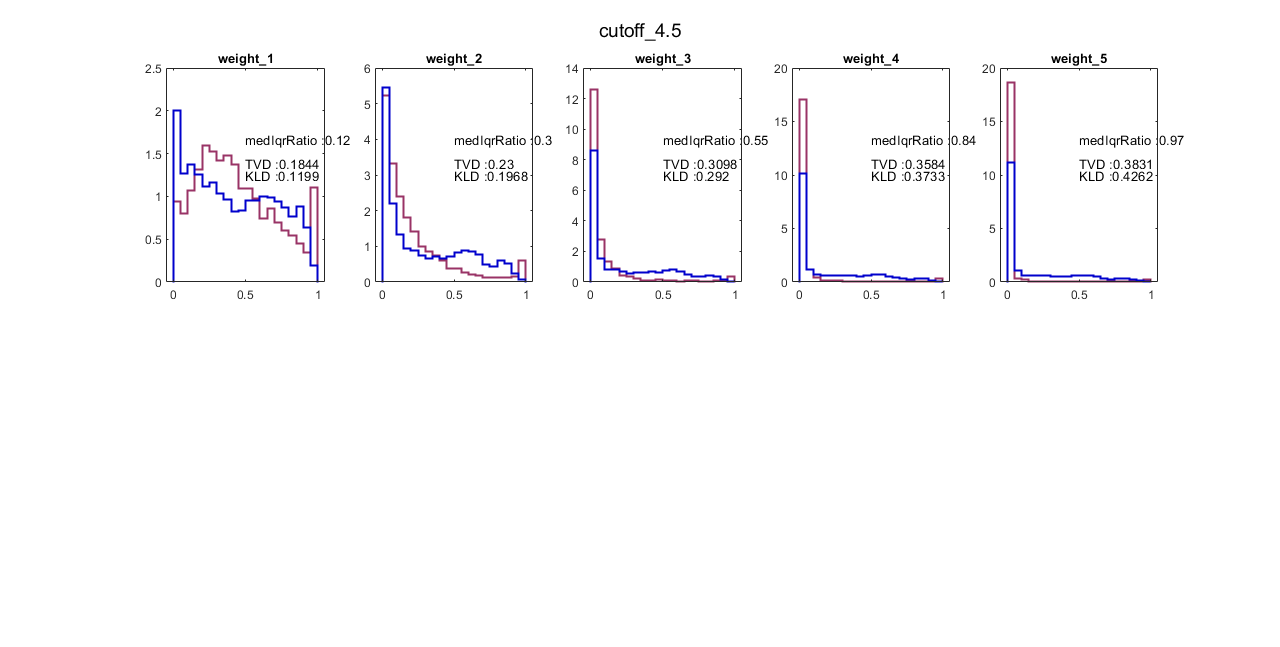 cutoff_4.5
weight_1
2.5
2
1.5
1
0.5
0
0
0.5
1
medIqrRatio :0.12
TVD :0.1844
KLD :0.1199
weight_2
6
5
4
3
2
1
0
0
0.5
1
medIqrRatio :0.3
TVD :0.23
KLD :0.1968
weight_3
14
12
10
8
6
4
2
0
0
0.5
1
medIqrRatio :0.55
TVD :0.3098
KLD :0.292
weight_4
20
15
10
5
0
0
0.5
1
medIqrRatio :0.84
TVD :0.3584
KLD :0.3733
weight_5
20
15
10
5
0
0
0.5
1
medIqrRatio :0.97
TVD :0.3831
KLD :0.4262